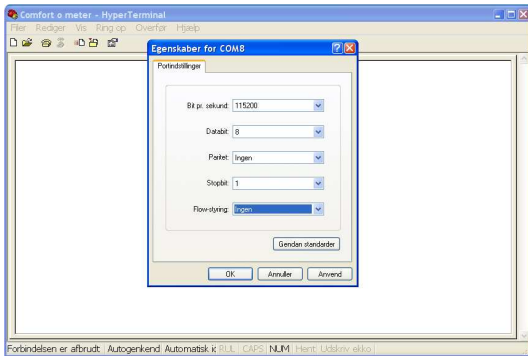 Comfort o meter - HyperTerminal
Filer Rediger Vis Ring op Overfør Hjælp
Egenskaber for COM8
Portindstillinger
Bit pr. sekund: 115200
Databit: 8
Paritet: Ingen
Stopbit: 1
Flow-styring: Ingen
Gendan standarder
OK Annuller Anvend
Forbindelsen er afbrudt Autogenkend Automatisk ic RUL CAPS NUM Hent Udskriv ekko